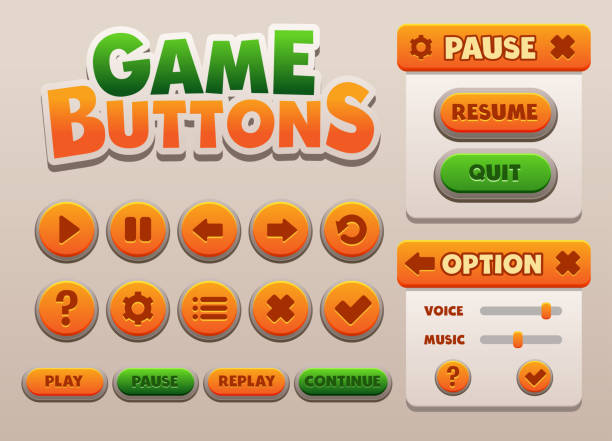 GAME
BUTTONS
PLAY
PAUSE
REPLAY
CONTINUE
PAUSE
RESUME
QUIT
OPTION
VOICE
MUSIC
?
?